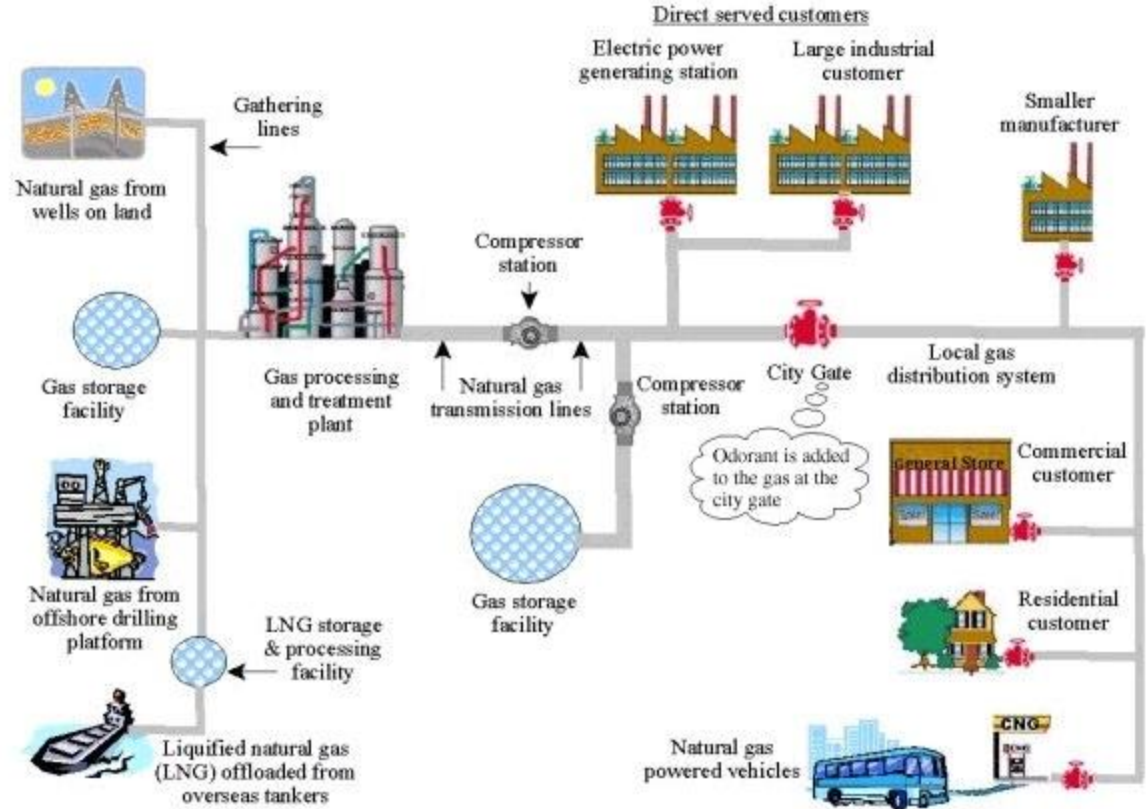 Direct served customers
Electric power
generating station
Large industrial
customer
Smaller
manufacturer
Gathering
lines
Natural gas from
wells on land
Compressor
station
Gas storage
facility
Gas processing
and treatment
plant
Natural gas
transmission lines
Compressor
station
City Gate
Local gas
distribution system
Odorant is added
to the gas at the
city gate
General Store
Commercial
customer
Natural gas from
offshore drilling
platform
Gas storage
facility
LNG storage
& processing
facility
Residential
customer
Liquified natural gas
(LNG) offloaded from
overseas tankers
Natural gas
powered vehicles
CNG
CNG